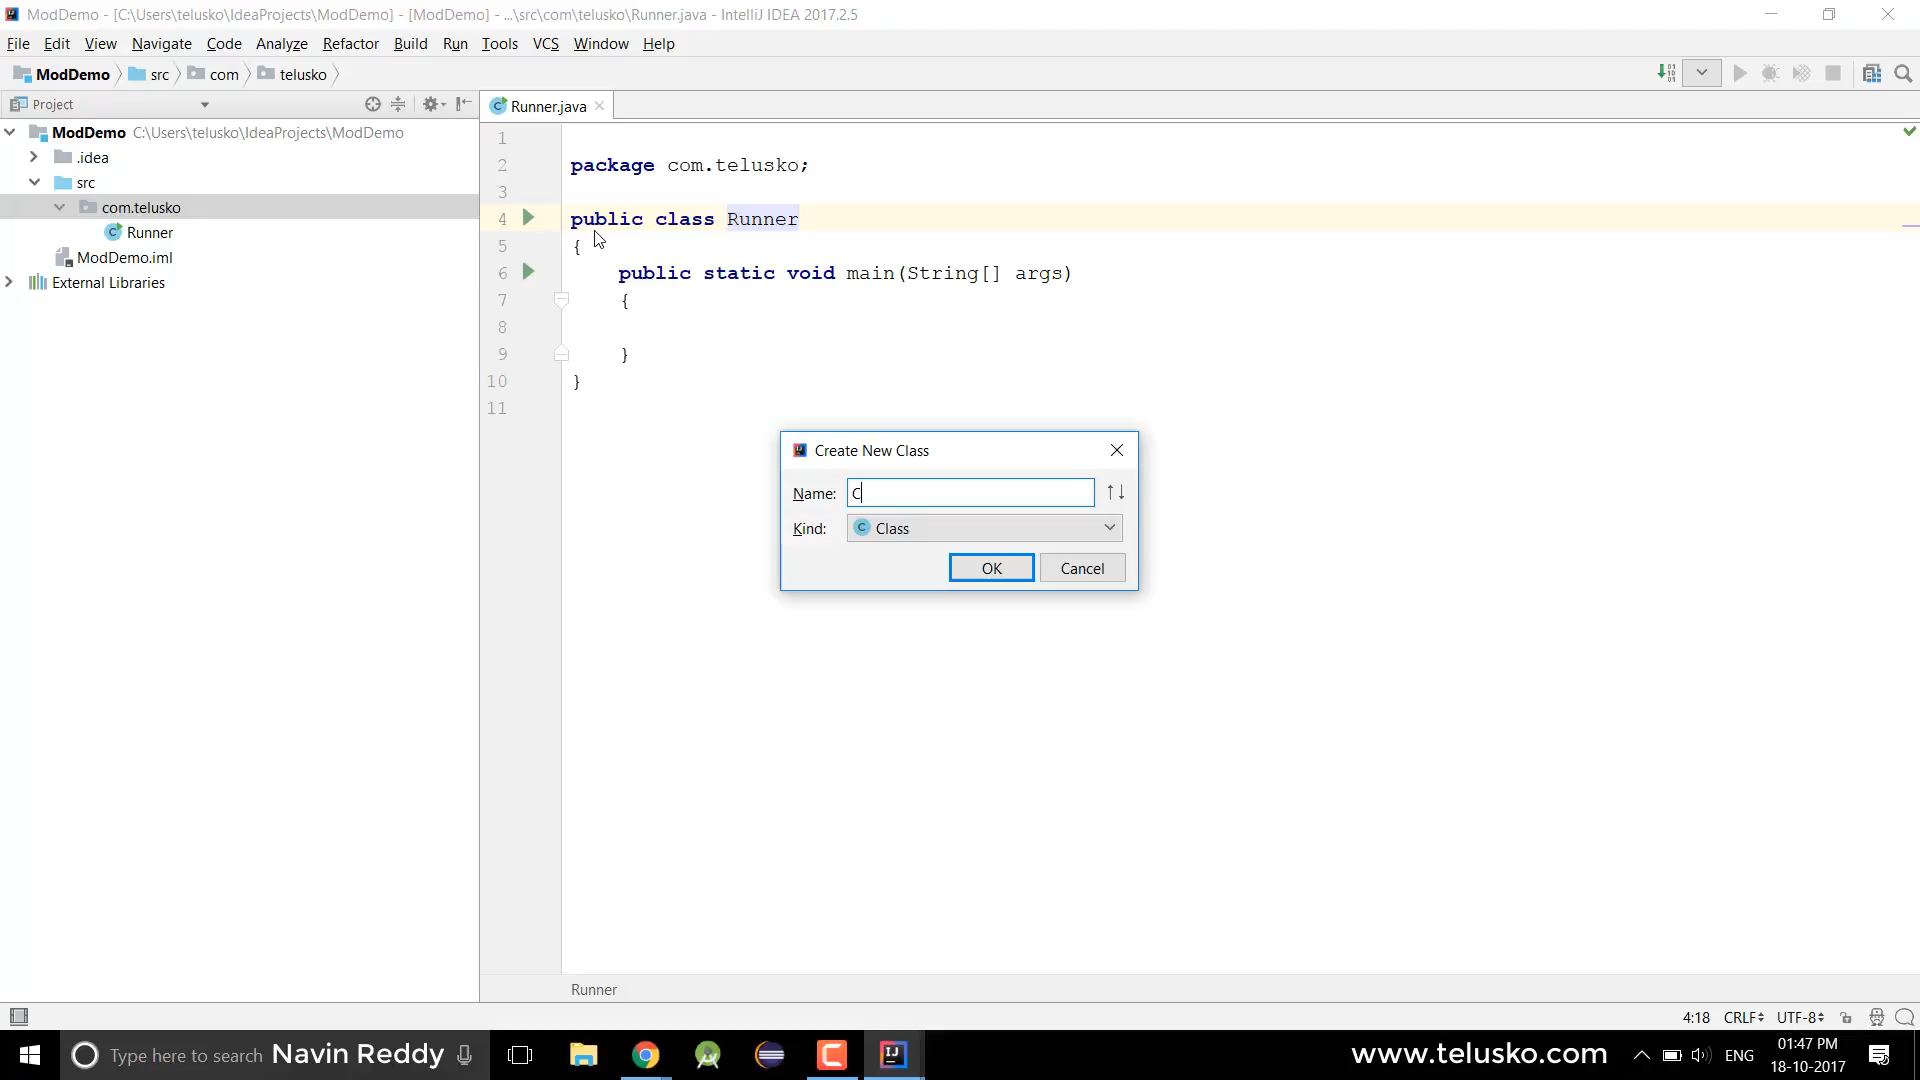 ModDemo - [C:\Users\telusko\IdeaProjects\ModDemo] - [ModDemo] - ...\src\com\telusko\Runner.java - IntelliJ IDEA 2017.2.5
File Edit View Navigate Code Analyze Refactor Build Run Tools VCS Window Help
ModDemo src com telusko
Project
Runner.java
ModDemo C:\Users\telusko\IdeaProjects\ModDemo
.idea
src
com.telusko
Runner
ModDemo.iml
External Libraries
1
2 package com.telusko;
3
4 public class Runner
5 {
6 public static void main(String[] args)
7 {
8
9 }
10 }
11
Create New Class
Name: C
Kind: C Class
OK Cancel
Runner
4:18 CRLF UTF-8
Type here to search Navin Reddy
www.telusko.com
ENG
01:47 PM
18-10-2017